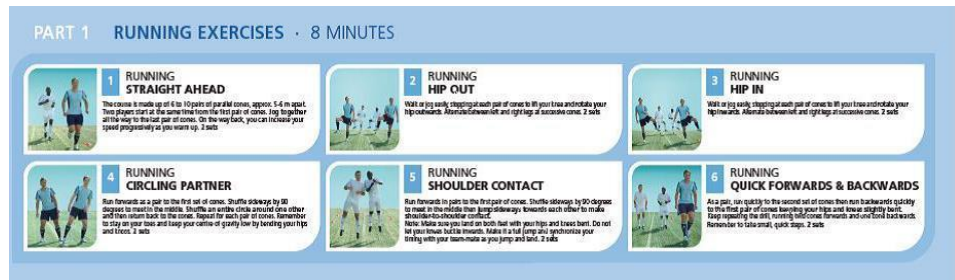 PART 1 RUNNING EXERCISES · 8 MINUTES
1 RUNNING
STRAIGHT AHEAD
The course is made up of 6 to 10 pairs of parallel cones, approx. 5-6 m apart.
Two players start at the same time from the first pair of cones. Jog together
all the way to the last pair of cones. On the way back, you can increase your
speed progressively as you warm up. 2 sets
2 RUNNING
HIP OUT
Walk or jog easily, stopping at each pair of cones to lift your knee and rotate your
hip outwards. Alternate between left and right legs at successive cones. 2 sets
3 RUNNING
HIP IN
Walk or jog easily, stopping at each pair of cones to lift your knee and rotate your
hip inwards. Alternate between left and right legs at successive cones. 2 sets
4 RUNNING
CIRCLING PARTNER
Run forwards as a pair to the first set of cones. Shuffle sideways by 90
degrees to meet in the middle. Shuffle an entire circle around one other
and then return back to the cones. Repeat for each pair of cones. Remember
to stay on your toes and keep your centre of gravity low by bending your hips
and knees. 2 sets
5 RUNNING
SHOULDER CONTACT
Run forwards in pairs to the first pair of cones. Shuffle sideways by 90 degrees
to meet in the middle then jump sideways towards each other to make
shoulder-to-shoulder contact.
Note: Make sure you land on both feet with your hips and knees bent. Do not
let your knees buckle inwards. Make it a full jump and synchronize your
timing with your team-mate as you jump and land. 2 sets
6 RUNNING
QUICK FORWARDS & BACKWARDS
As a pair, run quickly to the second set of cones then run backwards quickly
to the first pair of cones keeping your hips and knees slightly bent.
Keep repeating the drill, running two cones forwards and one cone backwards.
Remember to take small, quick steps. 2 sets